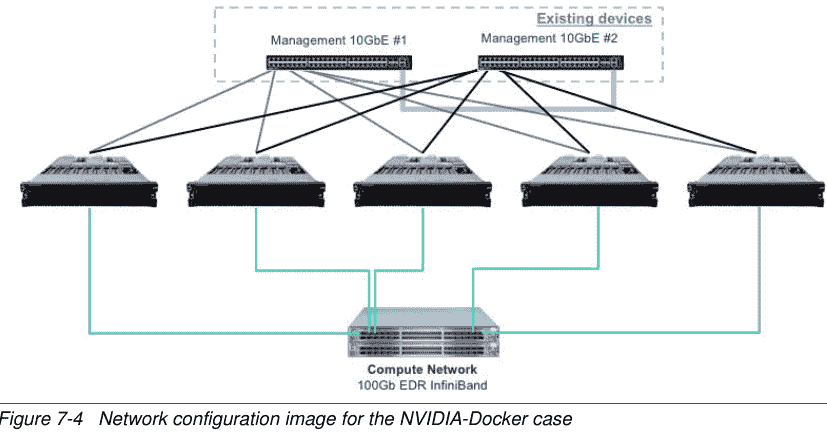 Existing devices
Management 10GbE #1
Management 10GbE #2
Compute Network
100Gb EDR InfiniBand
Figure 7-4 Network configuration image for the NVIDIA-Docker case